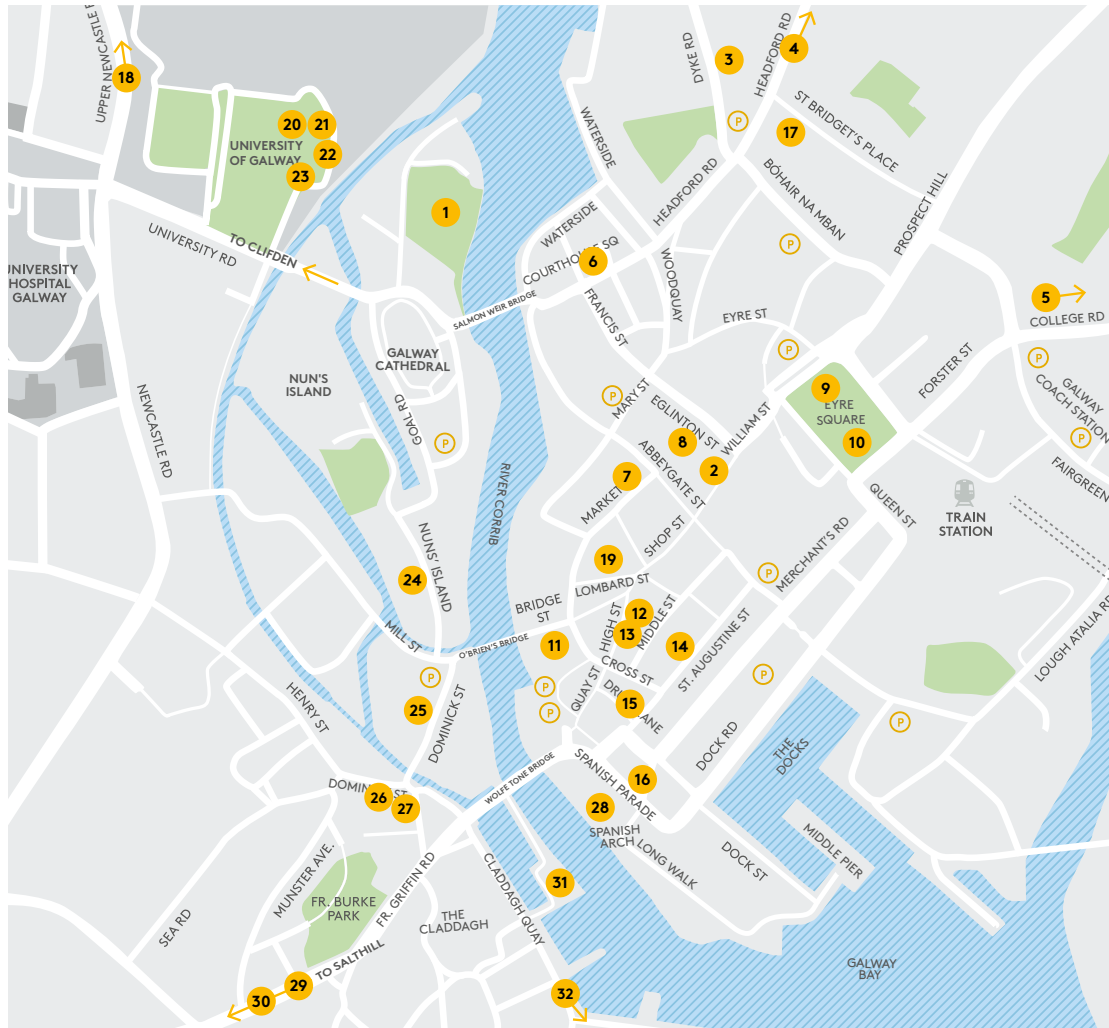 UPPER NEWCASTLE
18
20
21
UNIVERSITY
OF GALWAY
22
23
DYKE RD
3
HEADFORD RD
4
P
17
ST BRIDGET'S PLACE
WATERSIDE
1
HEADFORD RD
BÓHAIR NA MBAN
PROSPECT HILL
WATERSIDE
COURTHOUSE SQ
6
WOODQUAY
P
UNIVERSITY RD
TO CLIFDEN
UNIVERSITY
HOSPITAL
GALWAY
SALMON WEIR BRIDGE
FRANCIS ST
EYRE ST
5
COLLEGE RD
GALWAY
CATHEDRAL
P
P
NUN'S
ISLAND
GOAL RD
P
P
MARY ST
EGLINTON ST
WILLIAM ST
9
EYRE
SQUARE
10
FORSTER ST
GALWAY
COACH STATION
P
FAIRGREEN
NEWCASTLE RD
RIVER CORRIB
8
2
ABBEYGATE ST
7
MARKET
QUEEN ST
TRAIN
STATION
SHOP ST
MERCHANT'S RD
P
19
LOMBARD ST
24
NUNS' ISLAND
BRIDGE
ST
12
HIGH ST
13
MIDDLE ST
14
ST. AUGUSTINE ST
LOUGH ATALIA RD
MILL ST
O'BRIEN'S BRIDGE
11
CROSS ST
P
P
P
P
QUAY ST
15
P
HENRY ST
25
DOMINICK ST
DOCK RD
THE
DOCKS
WOLFE TONE BRIDGE
SPANISH PARADE
16
26
27
28
SPANISH
ARCH
LONG WALK
DOCK ST
MIDDLE PIER
MUNSTER AVE.
FR. GRIFFIN RD
CLADDAGH QUAY
31
FR. BURKE
PARK
THE
CLADDAGH
SEA RD
TO SALTHILL
GALWAY
BAY
29
30
32